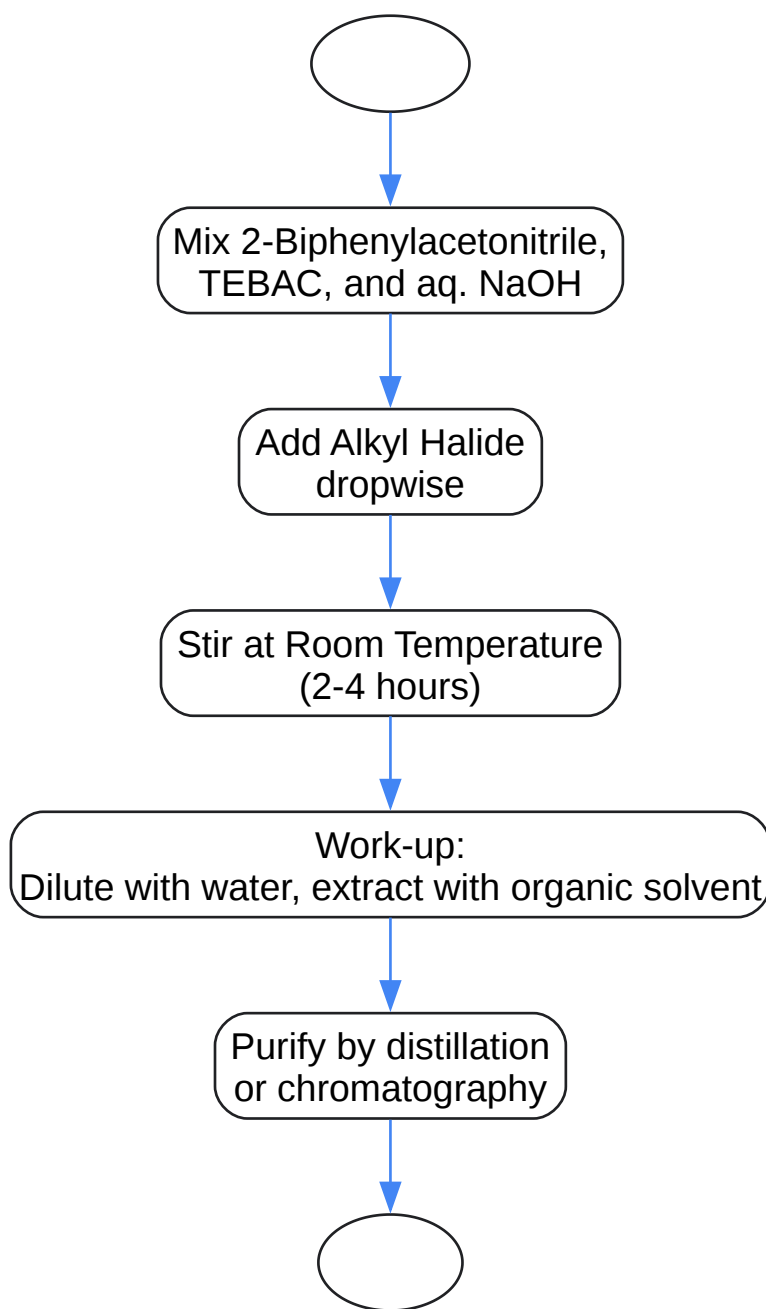 Mix 2-Biphenylacetonitrile,
TEBAC, and aq. NaOH
Add Alkyl Halide
dropwise
Stir at Room Temperature
(2-4 hours)
Work-up:
Dilute with water, extract with organic solvent
Purify by distillation
or chromatography